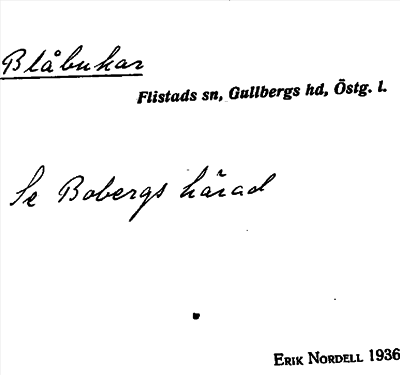 Blåbukar
Flistads sn, Gullbergs hd, Östg. l.
Se Bobergs härad
ERIK NORDELL 1936